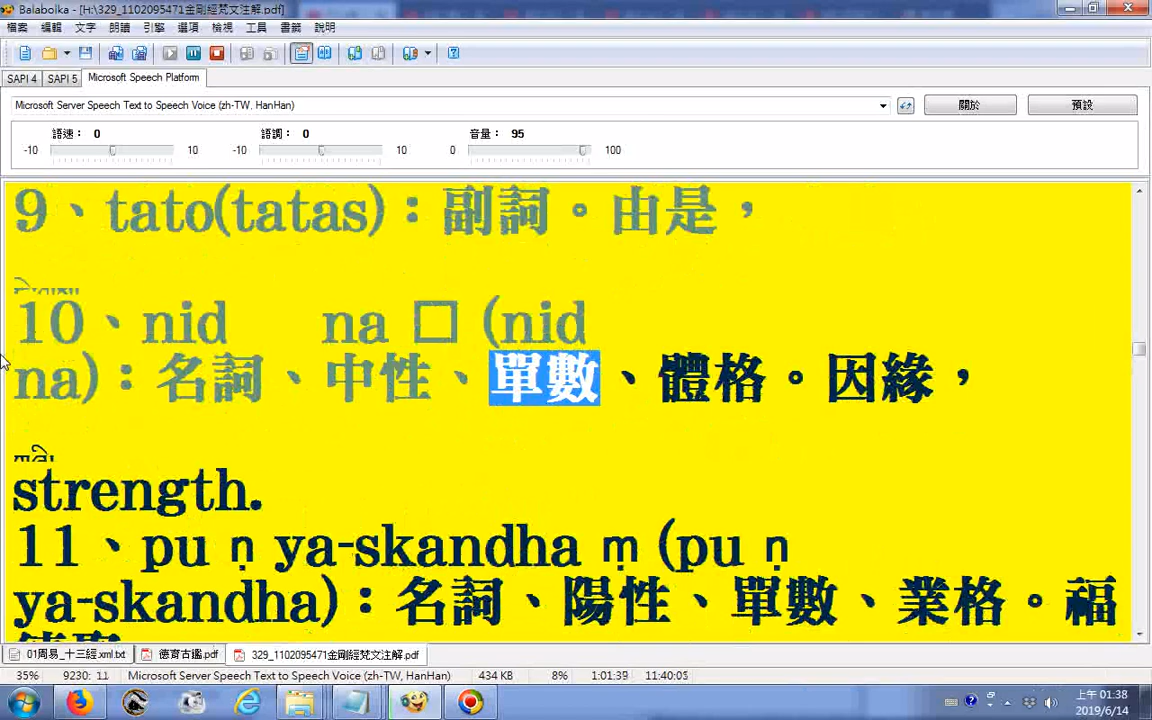 Balabolka - [H:\329_1102095471金剛經梵文注解.pdf]
檔案 編輯 文字 朗讀 引擎 選項 檢視 工具 書籤 說明
SAPI 4 SAPI 5 Microsoft Speech Platform
Microsoft Server Speech Text to Speech Voice (zh-TW, HanHan) 關於 預設
語速： 0 語調： 0 音量： 95
-10 10 -10 10 0 100
9、tato(tatas)：副詞。由是，
10、nid na □ (nid
na)：名詞、中性、單數、體格。因緣，
strength.
11、pu ṇ ya-skandha ṃ (pu ṇ
ya-skandha)：名詞、陽性、單數、業格。福
01周易_十三經.xml.txt 德育古鑑.pdf 329_1102095471金剛經梵文注解.pdf
35% 9230: 11 Microsoft Server Speech Text to Speech Voice (zh-TW, HanHan) 434 KB 8% 1:01:39 11:40:03
上午 01:38
2019/6/14